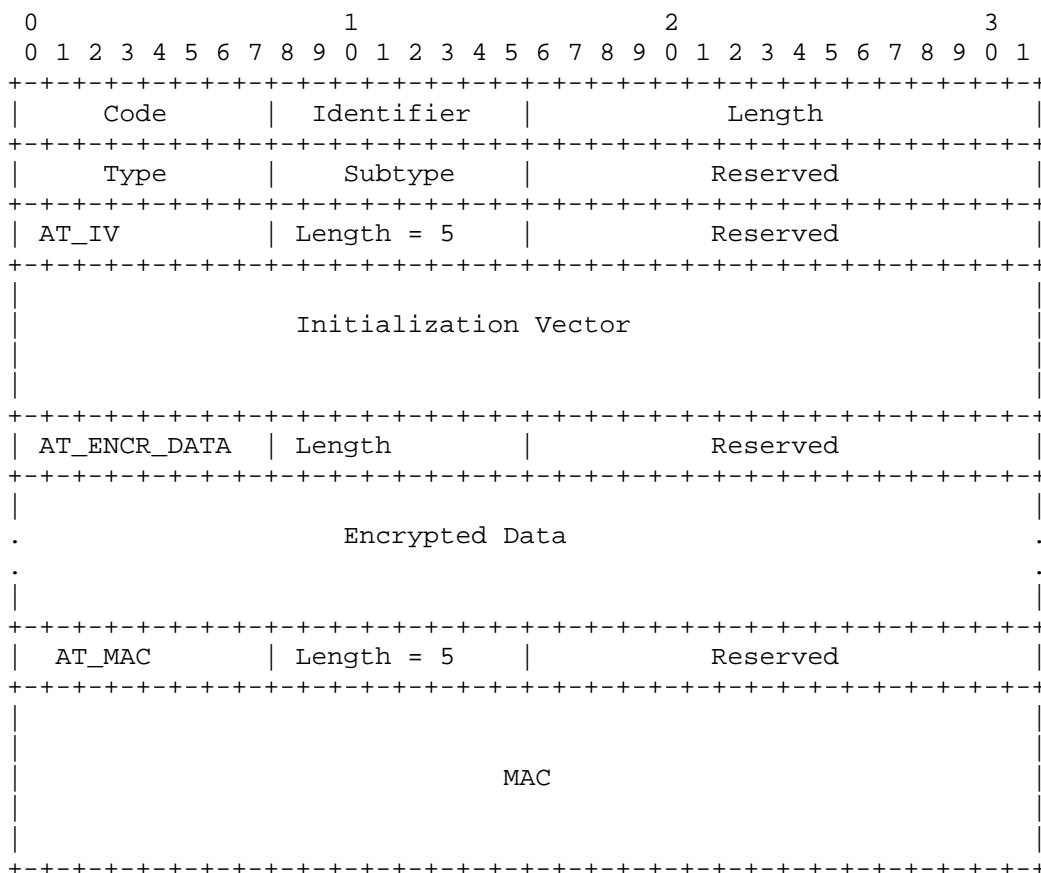 0                   1                   2                   3
0 1 2 3 4 5 6 7 8 9 0 1 2 3 4 5 6 7 8 9 0 1 2 3 4 5 6 7 8 9 0 1
+-+-+-+-+-+-+-+-+-+-+-+-+-+-+-+-+-+-+-+-+-+-+-+-+-+-+-+-+-+-+-+-+
| Code | Identifier | Length |
+-+-+-+-+-+-+-+-+-+-+-+-+-+-+-+-+-+-+-+-+-+-+-+-+-+-+-+-+-+-+-+-+
| Type | Subtype | Reserved |
+-+-+-+-+-+-+-+-+-+-+-+-+-+-+-+-+-+-+-+-+-+-+-+-+-+-+-+-+-+-+-+-+
| AT_IV | Length = 5 | Reserved |
+-+-+-+-+-+-+-+-+-+-+-+-+-+-+-+-+-+-+-+-+-+-+-+-+-+-+-+-+-+-+-+-+
| |
| Initialization Vector |
| |
| |
+-+-+-+-+-+-+-+-+-+-+-+-+-+-+-+-+-+-+-+-+-+-+-+-+-+-+-+-+-+-+-+-+
| AT_ENCR_DATA | Length | Reserved |
+-+-+-+-+-+-+-+-+-+-+-+-+-+-+-+-+-+-+-+-+-+-+-+-+-+-+-+-+-+-+-+-+
| |
. Encrypted Data .
. .
| |
+-+-+-+-+-+-+-+-+-+-+-+-+-+-+-+-+-+-+-+-+-+-+-+-+-+-+-+-+-+-+-+-+
| AT_MAC | Length = 5 | Reserved |
+-+-+-+-+-+-+-+-+-+-+-+-+-+-+-+-+-+-+-+-+-+-+-+-+-+-+-+-+-+-+-+-+
| |
| |
| MAC |
| |
| |
+-+-+-+-+-+-+-+-+-+-+-+-+-+-+-+-+-+-+-+-+-+-+-+-+-+-+-+-+-+-+-+-+